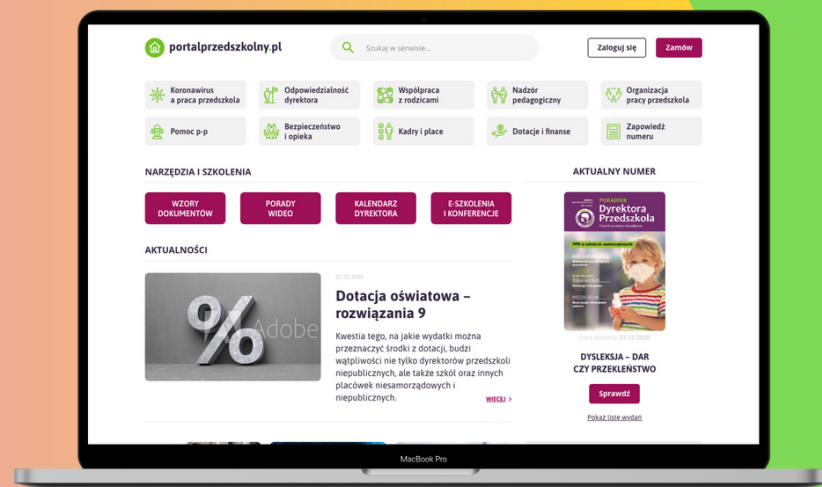 portalprzedszkolny.pl
Szukaj w serwisie...
Zaloguj się
Zamów
Koronawirus
a praca przedszkola
Odpowiedzialność
dyrektora
Współpraca
z rodzicami
Nadzór
pedagogiczny
Organizacja
pracy przedszkola
Pomoc p-p
Bezpieczeństwo
i opieka
Kadry i płace
Dotacje i finanse
Zapowiedź
numeru
NARZĘDZIA I SZKOLENIA
WZORY
DOKUMENTÓW
PORADY
WIDEO
KALENDARZ
DYREKTORA
E-SZKOLENIA
I KONFERENCJE
AKTUALNOŚCI
Adobe
27.12.2020
Dotacja oświatowa –
rozwiązania 9
Kwestia tego, na jakie wydatki można
przeznaczyć środki z dotacji, budzi
wątpliwości nie tylko dyrektorów przedszkoli
niepublicznych, ale także szkół oraz innych
placówek niesamorządowych i
niepublicznych.
WIĘCEJ >
AKTUALNY NUMER
PORADNIK
Dyrektora
Przedszkola
27.12.2020
DYSLEKSJA – DAR
CZY PRZEKLEŃSTWO
Sprawdź
Pokaż listę wydań
MacBook Pro